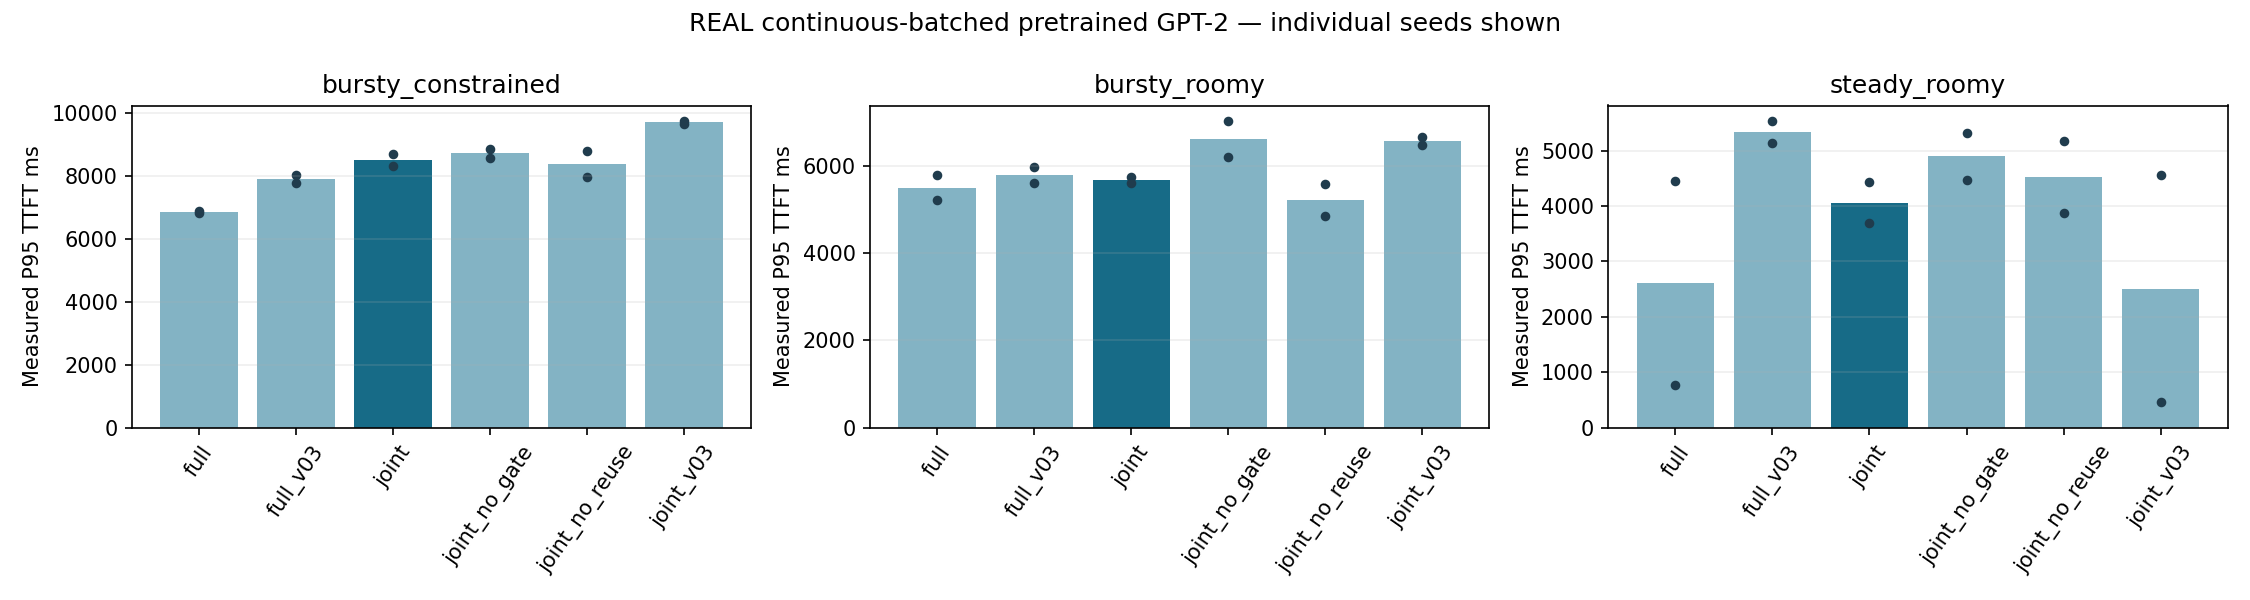 REAL continuous-batched pretrained GPT-2 — individual seeds shown
bursty_constrained
Measured P95 TTFT ms
10000
8000
6000
4000
2000
0
full
full_v03
joint
joint_no_gate
joint_no_reuse
joint_v03
bursty_roomy
Measured P95 TTFT ms
6000
4000
2000
0
full
full_v03
joint
joint_no_gate
joint_no_reuse
joint_v03
steady_roomy
Measured P95 TTFT ms
5000
4000
3000
2000
1000
0
full
full_v03
joint
joint_no_gate
joint_no_reuse
joint_v03